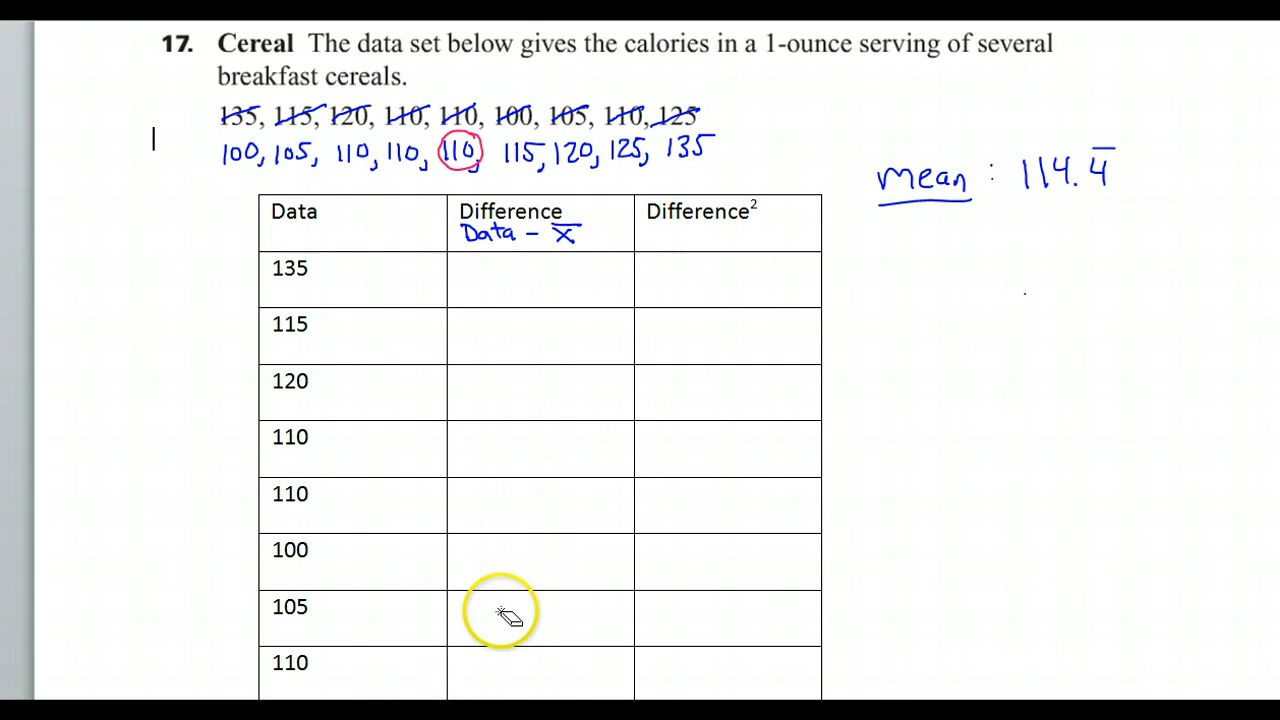 17. Cereal The data set below gives the calories in a 1-ounce serving of several
breakfast cereals.
135, 115, 120, 110, 110, 100, 105, 110, 125
100, 105, 110, 110, 110, 115, 120, 125, 135
mean : 114.4̅
Data Difference Difference²
Data - x̅
135
115
120
110
110
100
105
110